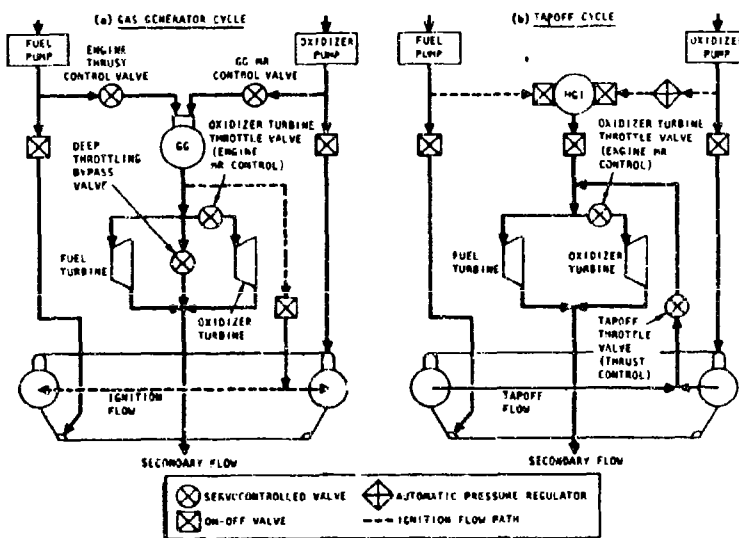 (a) GAS GENERATOR CYCLE
FUEL
PUMP
ENGINE
THRUST
CONTROL VALVE
GG MR
CONTROL VALVE
OXIDIZER
PUMP
GG
OXIDIZER TURBINE
THROTTLE VALVE
(ENGINE
MR CONTROL)
DEEP
THROTTLING
BYPASS
VALVE
FUEL
TURBINE
OXIDIZER
TURBINE
IGNITION
FLOW
SECONDARY FLOW
(b) TAPOFF CYCLE
FUEL
PUMP
OXIDIZER
PUMP
HGI
OXIDIZER TURBINE
THROTTLE VALVE
(ENGINE MR
CONTROL)
FUEL
TURBINE
OXIDIZER
TURBINE
TAPOFF
THROTTLE
VALVE
(THRUST
CONTROL)
TAPOFF
FLOW
SECONDARY FLOW
SERVOCONTROLLED VALVE
AUTOMATIC PRESSURE REGULATOR
ON-OFF VALVE
IGNITION FLOW PATH